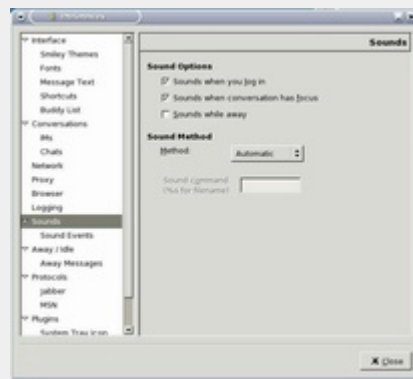 Preferences
Interface
Smiley Themes
Fonts
Message Text
Shortcuts
Buddy List
Conversations
IMs
Chats
Network
Proxy
Browser
Logging
Sounds
Sound Events
Away / Idle
Away Messages
Protocols
Jabber
MSN
Plugins
System Tray Icon
Sounds
Sound Options
Sounds when you log in
Sounds when conversation has focus
Sounds while away
Sound Method
Method:
Automatic
Sound command
(%s for filename)
Close